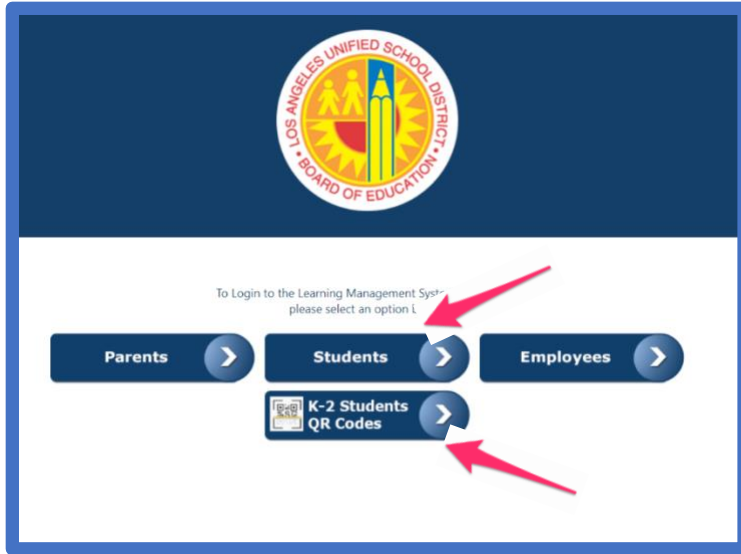 LOS ANGELES UNIFIED SCHOOL DISTRICT • BOARD OF EDUCATION •
To Login to the Learning Management
please select an option
Parents
Students
Employees
K-2 Students
QR Codes